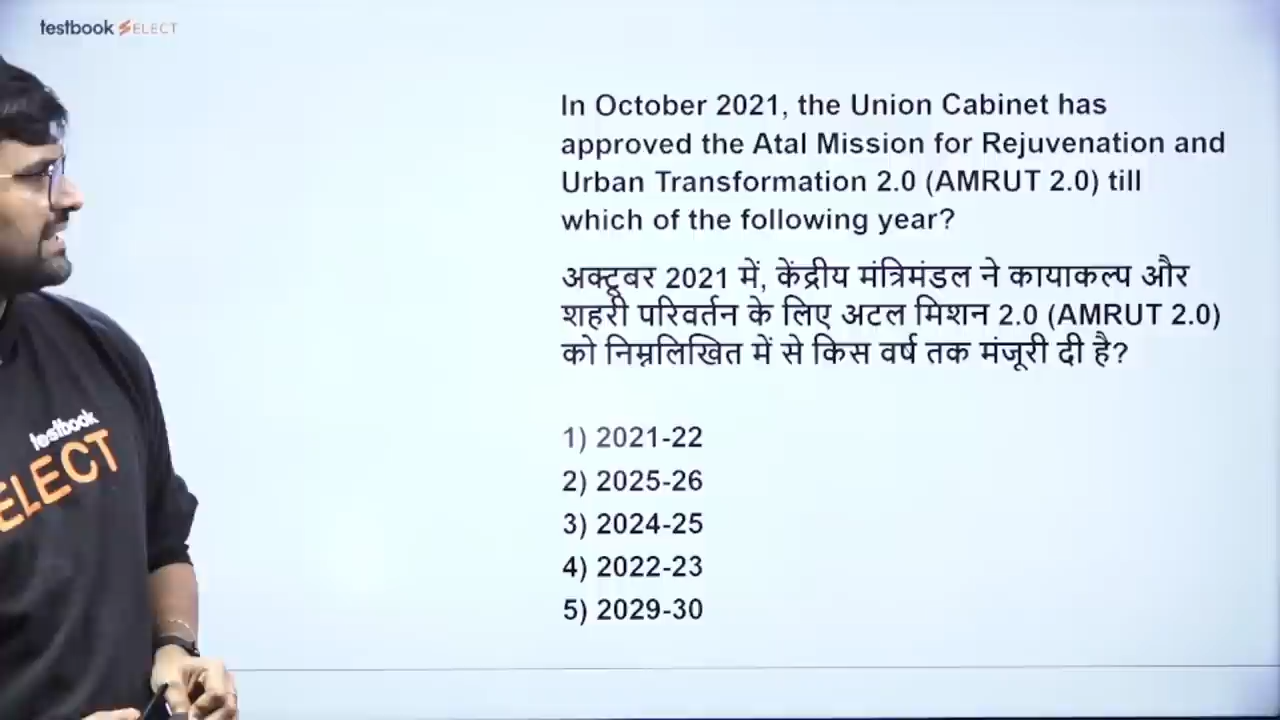 testbook SELECT
In October 2021, the Union Cabinet has
approved the Atal Mission for Rejuvenation and
Urban Transformation 2.0 (AMRUT 2.0) till
which of the following year?
अक्टूबर 2021 में, केंद्रीय मंत्रिमंडल ने कायाकल्प और
शहरी परिवर्तन के लिए अटल मिशन 2.0 (AMRUT 2.0)
को निम्नलिखित में से किस वर्ष तक मंजूरी दी है?
1) 2021-22
2) 2025-26
3) 2024-25
4) 2022-23
5) 2029-30
testbook
ELECT